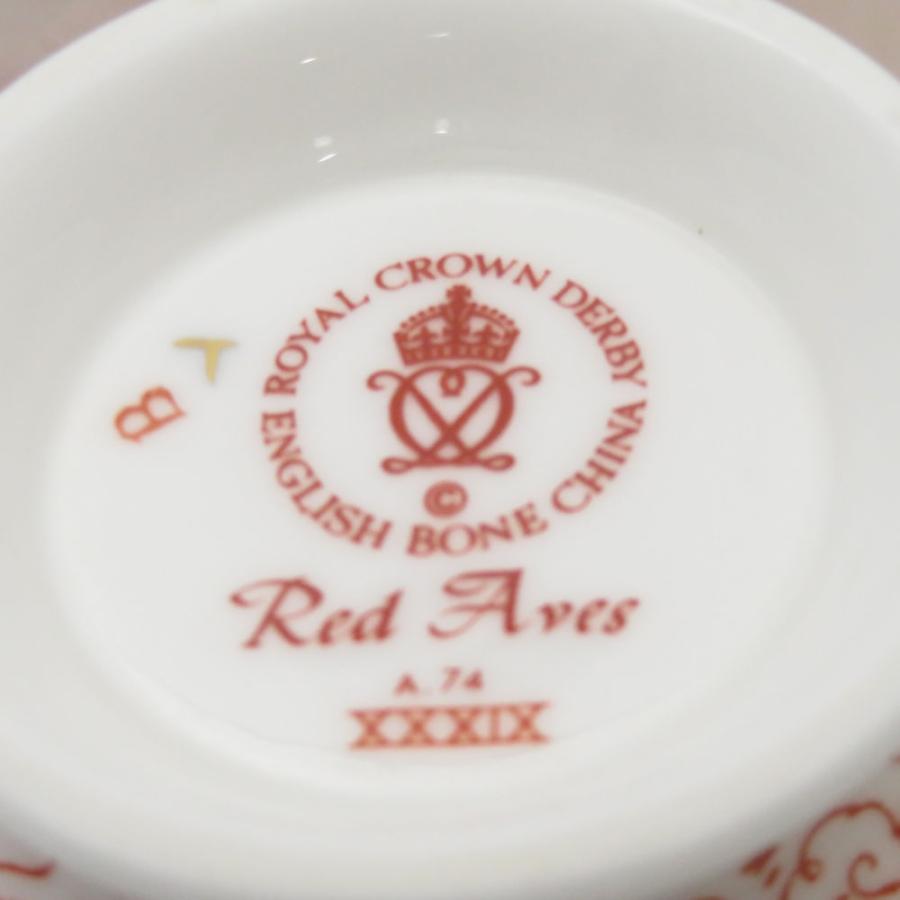 ROYAL CROWN DERBY
ENGLISH BONE CHINA
©
Red Aves
A. 74
XXXIX
B T